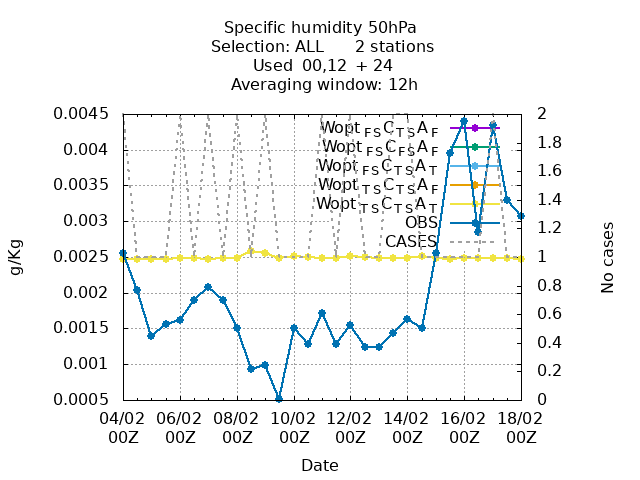 Specific humidity 50hPa
Selection: ALL 2 stations
Used 00,12 + 24
Averaging window: 12h
0.0045
0.004
0.0035
0.003
0.0025
0.002
0.0015
0.001
0.0005
g/Kg
Wopt FS C TS A F
Wopt FS C FS A F
Wopt FS C TS A T
Wopt TS C TS A F
Wopt TS C TS A T
OBS
CASES
2
1.8
1.6
1.4
1.2
1
0.8
0.6
0.4
0.2
0
No cases
04/02 06/02 08/02 10/02 12/02 14/02 16/02 18/02
00Z 00Z 00Z 00Z 00Z 00Z 00Z 00Z
Date